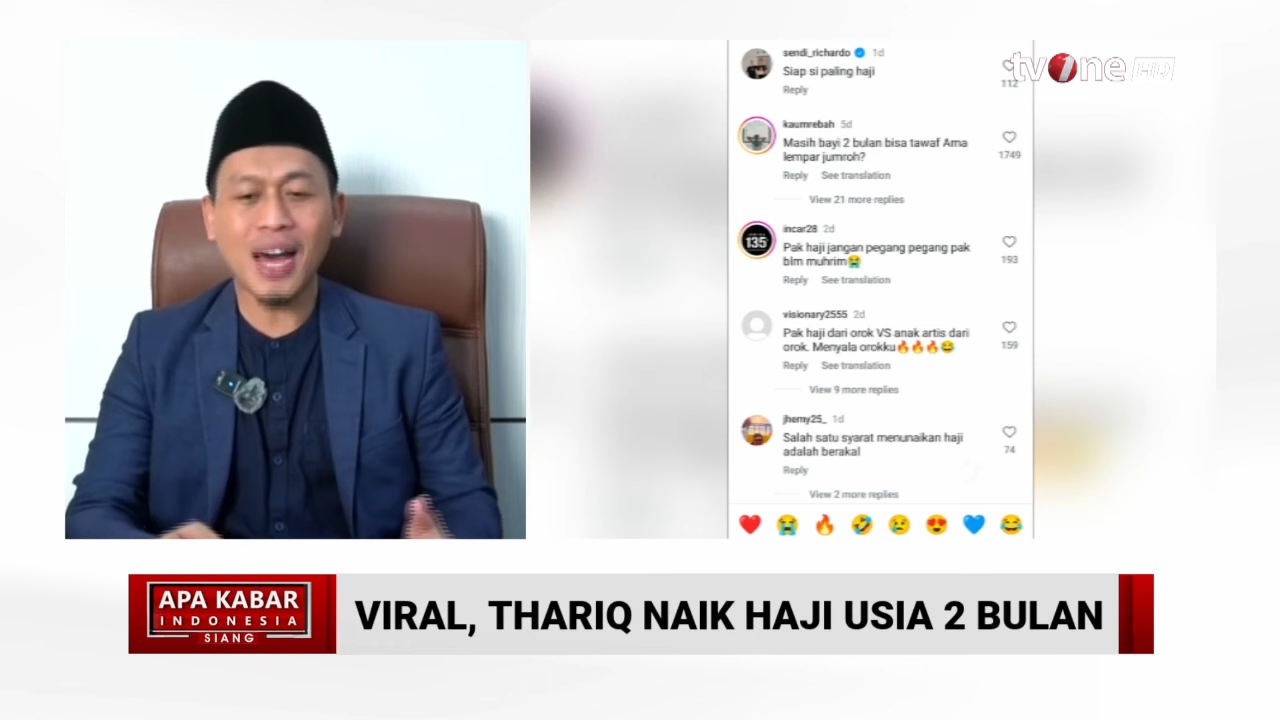 sendi_richardo 1d
Siap si paling haji
112
Reply
tvOne HD
kaumrebah 5d
Masih bayi 2 bulan bisa tawaf Ama
lempar jumroh?
1749
Reply See translation
View 21 more replies
135
incar28 2d
Pak haji jangan pegang pegang pak
blm muhrim😭
193
Reply See translation
visionary2555 2d
Pak haji dari orok VS anak artis dari
orok. Menyala orokku🔥🔥🔥😂
159
Reply See translation
View 9 more replies
jherny25_ 1d
Salah satu syarat menunaikan haji
adalah berakal
74
Reply
View 2 more replies
APA KABAR
INDONESIA
SIANG
VIRAL, THARIQ NAIK HAJI USIA 2 BULAN